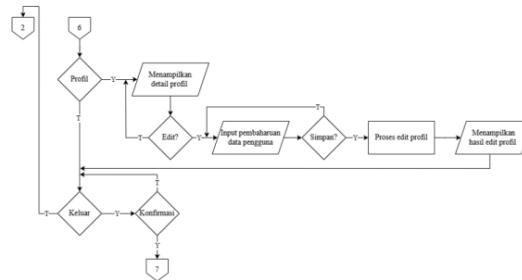 2
6
Profil
Y
Menampilkan
detail profil
T
T
Edit?
Y
Input pembaharuan
data pengguna
T
Simpan?
Y
Proses edit profil
Menampilkan
hasil edit profil
T
T
Keluar
Y
Konfirmasi
Y
7